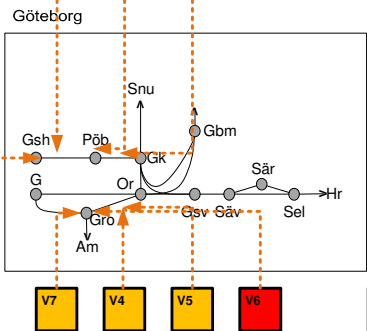 Göteborg
Snu
Gsh
Pöb
Gk
Gbm
G
Or
Sär
Hr
Gro
Gsv
Säv
Sel
Am
V7
V4
V5
V6